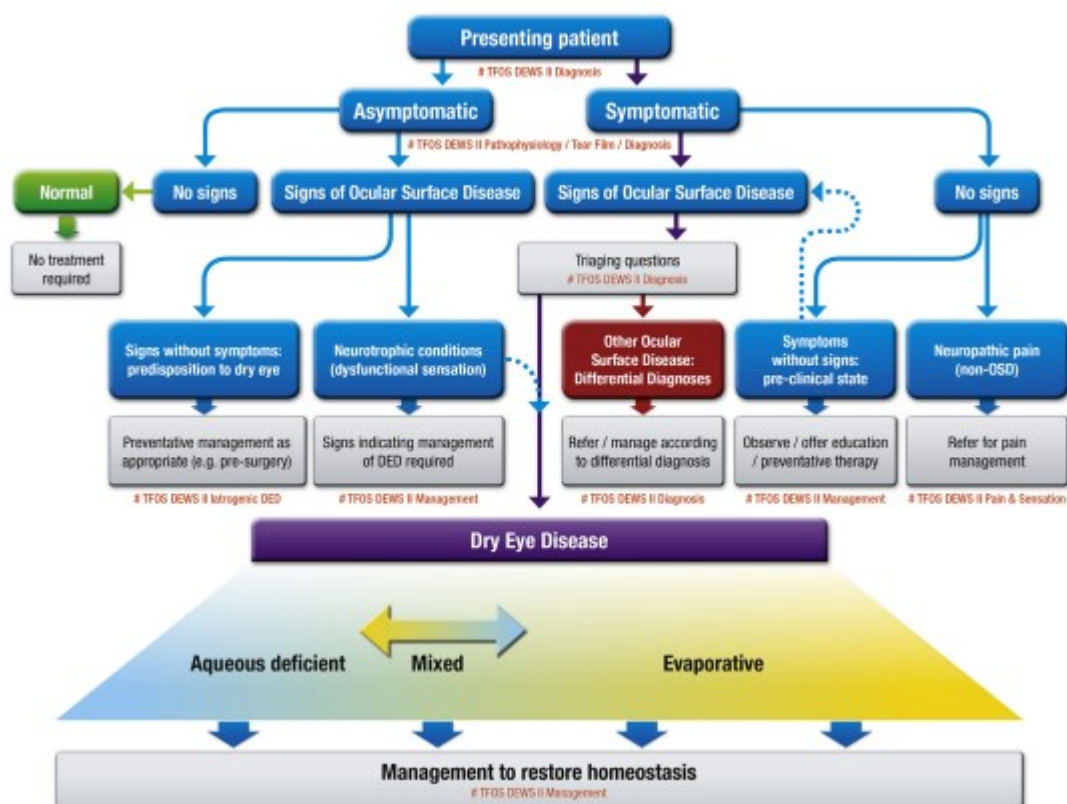 Presenting patient
# TFOS DEWS II Diagnosis
Asymptomatic
Symptomatic
# TFOS DEWS II Pathophysiology / Tear Film / Diagnosis
Normal
No signs
Signs of Ocular Surface Disease
Signs of Ocular Surface Disease
No signs
No treatment
required
Triaging questions
# TFOS DEWS II Diagnosis
Signs without symptoms:
predisposition to dry eye
Neurotrophic conditions
(dysfunctional sensation)
Other Ocular
Surface Disease:
Differential Diagnoses
Symptoms
without signs:
pre-clinical state
Neuropathic pain
(non-OSD)
Preventative management as
appropriate (e.g. pre-surgery)
Signs indicating management
of DED required
Refer / manage according
to differential diagnosis
Observe / offer education
/ preventative therapy
Refer for pain
management
# TFOS DEWS II Iatrogenic DED
# TFOS DEWS II Management
# TFOS DEWS II Diagnosis
# TFOS DEWS II Management
# TFOS DEWS II Pain & Sensation
Dry Eye Disease
Aqueous deficient
Mixed
Evaporative
Management to restore homeostasis
# TFOS DEWS II Management